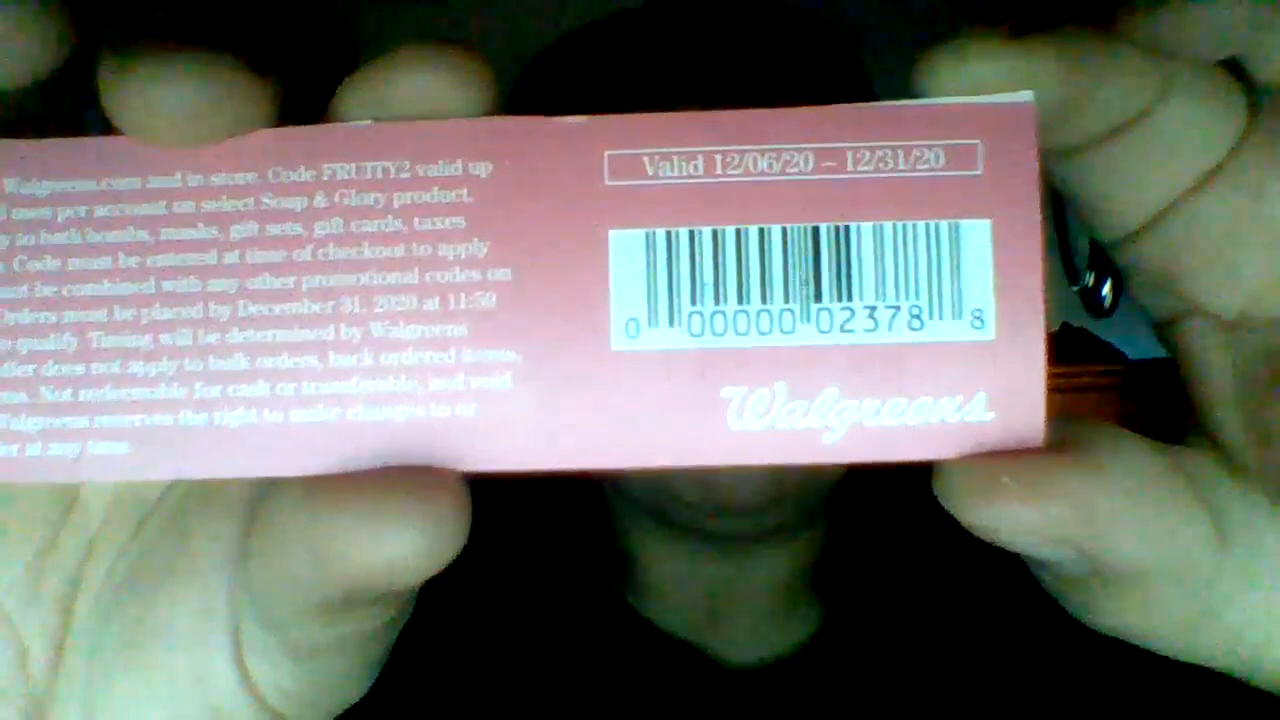 Walgreens.com and in store. Code FRUITY2 valid up
uses per account on select Soap & Glory product.
to bath bombs, masks, gift sets, gift cards, taxes
Code must be entered at time of checkout to apply
be combined with any other promotional codes on
Orders must be placed by December 31, 2020 at 11:59
qualify. Timing will be determined by Walgreens
does not apply to bulk orders, back ordered items,
Not redeemable for cash or transferable, and void
Walgreens reserves the right to make changes to or
at any time.
Valid 12/06/20 – 12/31/20
0 00000 02378 8
Walgreens